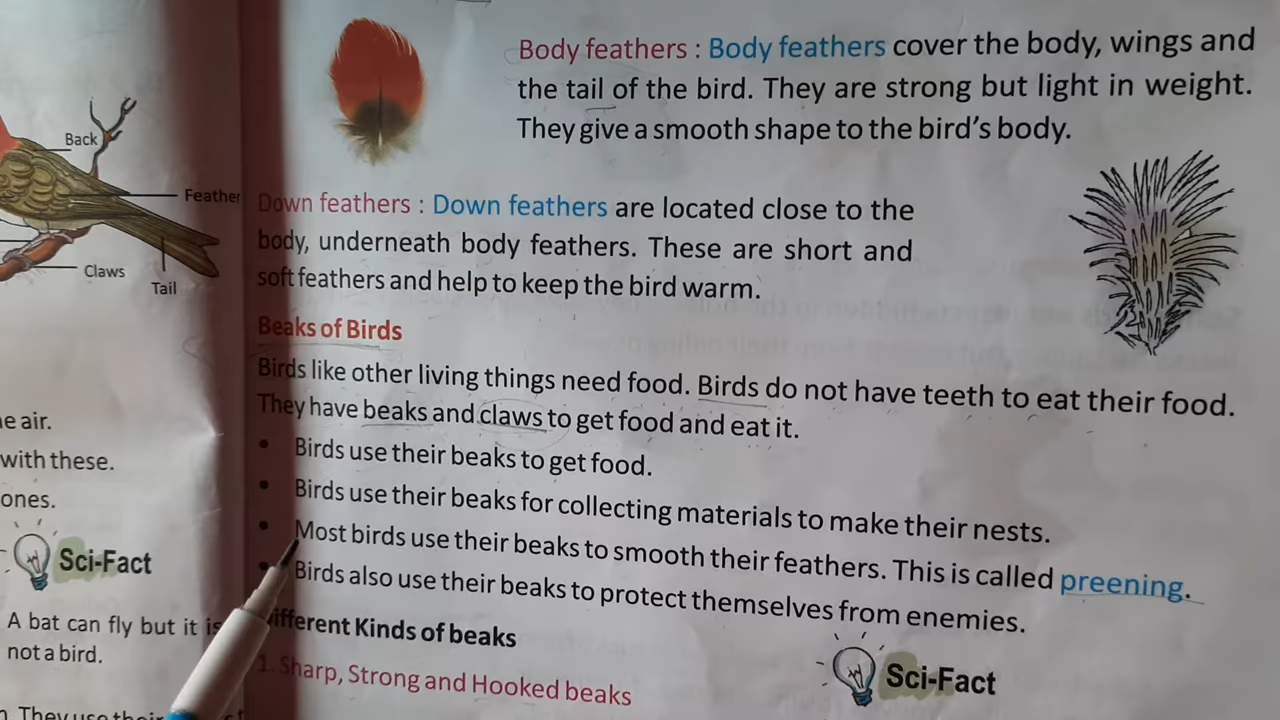 Back
Feather
Claws
Tail
e air.
with these.
ones.
Sci-Fact
A bat can fly but it is
not a bird.
They use their
Body feathers : Body feathers cover the body, wings and
the tail of the bird. They are strong but light in weight.
They give a smooth shape to the bird's body.
Down feathers : Down feathers are located close to the
body, underneath body feathers. These are short and
soft feathers and help to keep the bird warm.
Beaks of Birds
Birds like other living things need food. Birds do not have teeth to eat their food.
They have beaks and claws to get food and eat it.
• Birds use their beaks to get food.
• Birds use their beaks for collecting materials to make their nests.
• Most birds use their beaks to smooth their feathers. This is called preening.
• Birds also use their beaks to protect themselves from enemies.
ifferent Kinds of beaks
1. Sharp, Strong and Hooked beaks
Sci-Fact